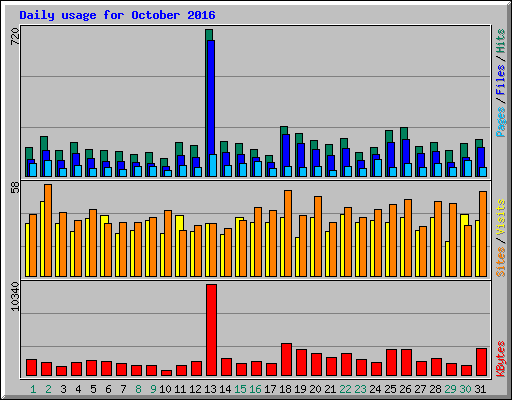 Daily usage for October 2016
720
Pages / Files / Hits
58
Sites / Visits
10340
KBytes
1 2 3 4 5 6 7 8 9 10 11 12 13 14 15 16 17 18 19 20 21 22 23 24 25 26 27 28 29 30 31